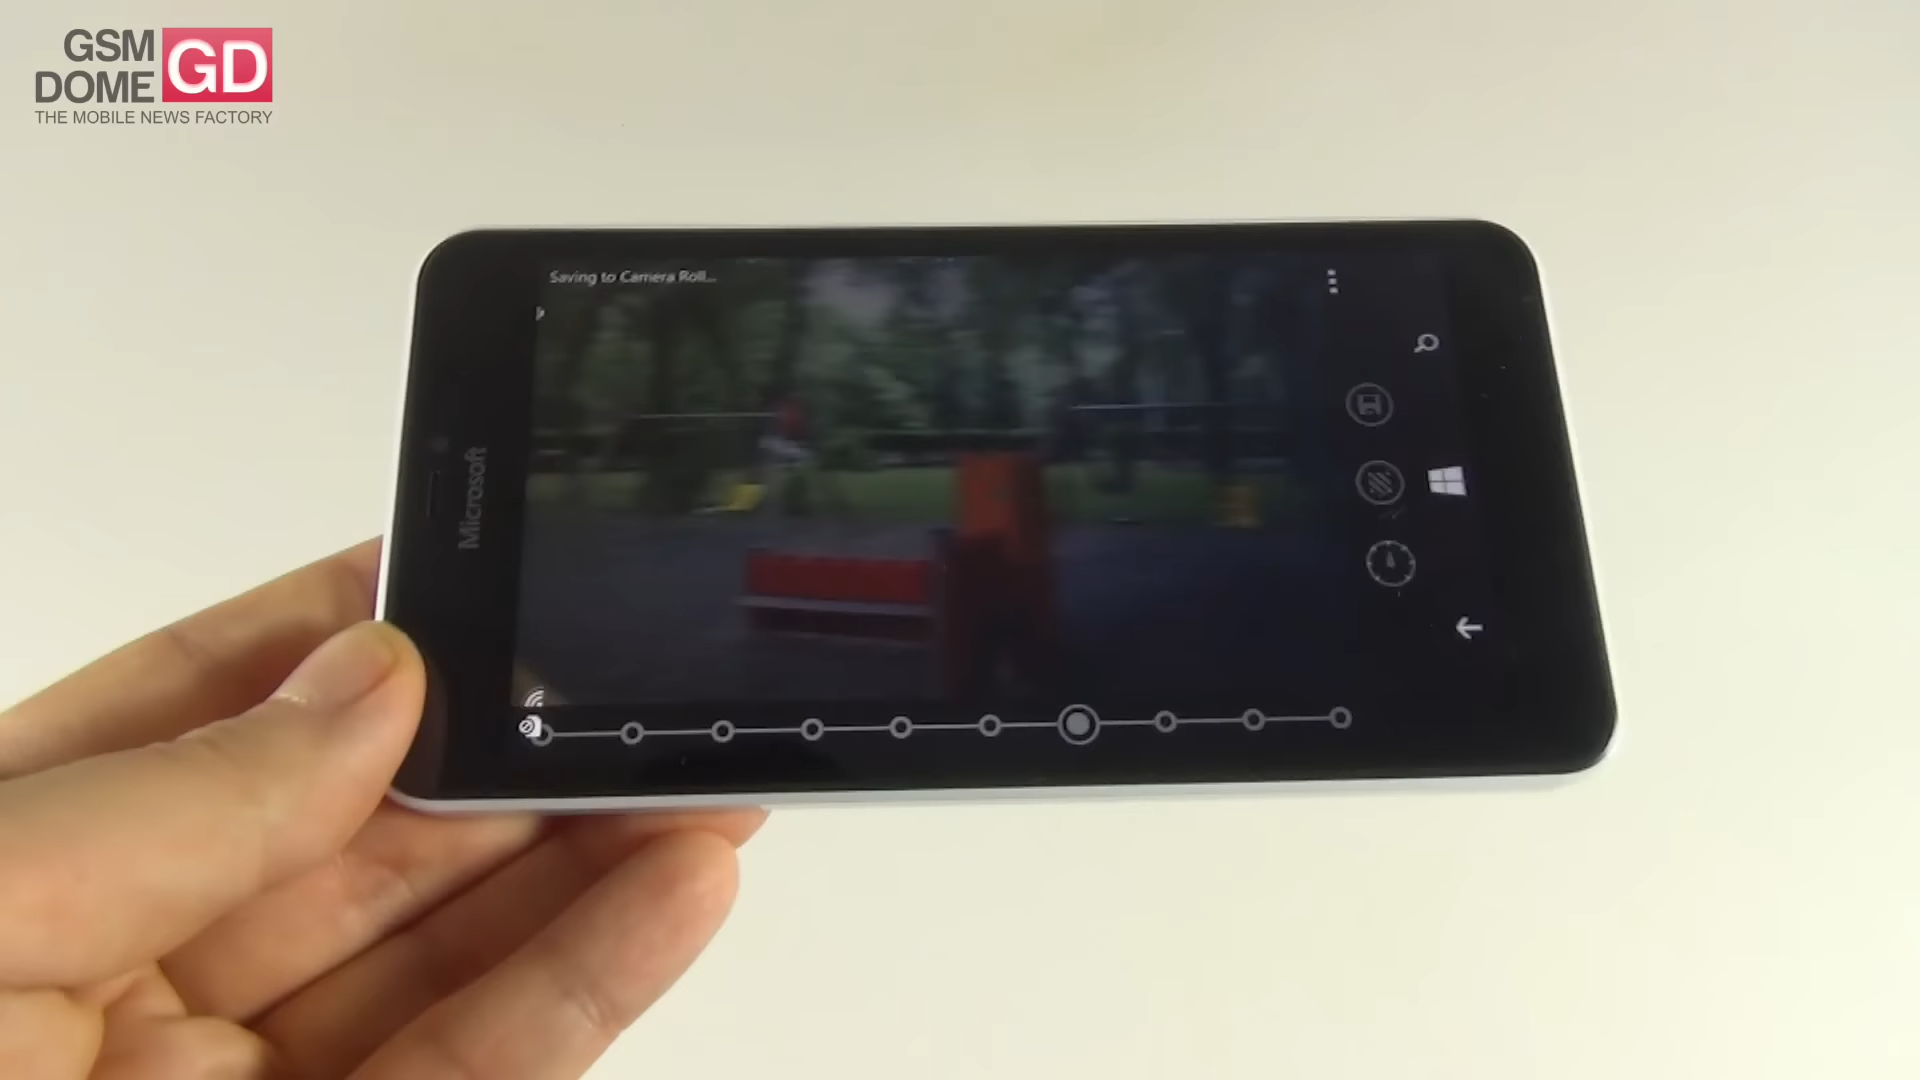 GSM
DOME GD
THE MOBILE NEWS FACTORY
Saving to Camera Roll...
Microsoft